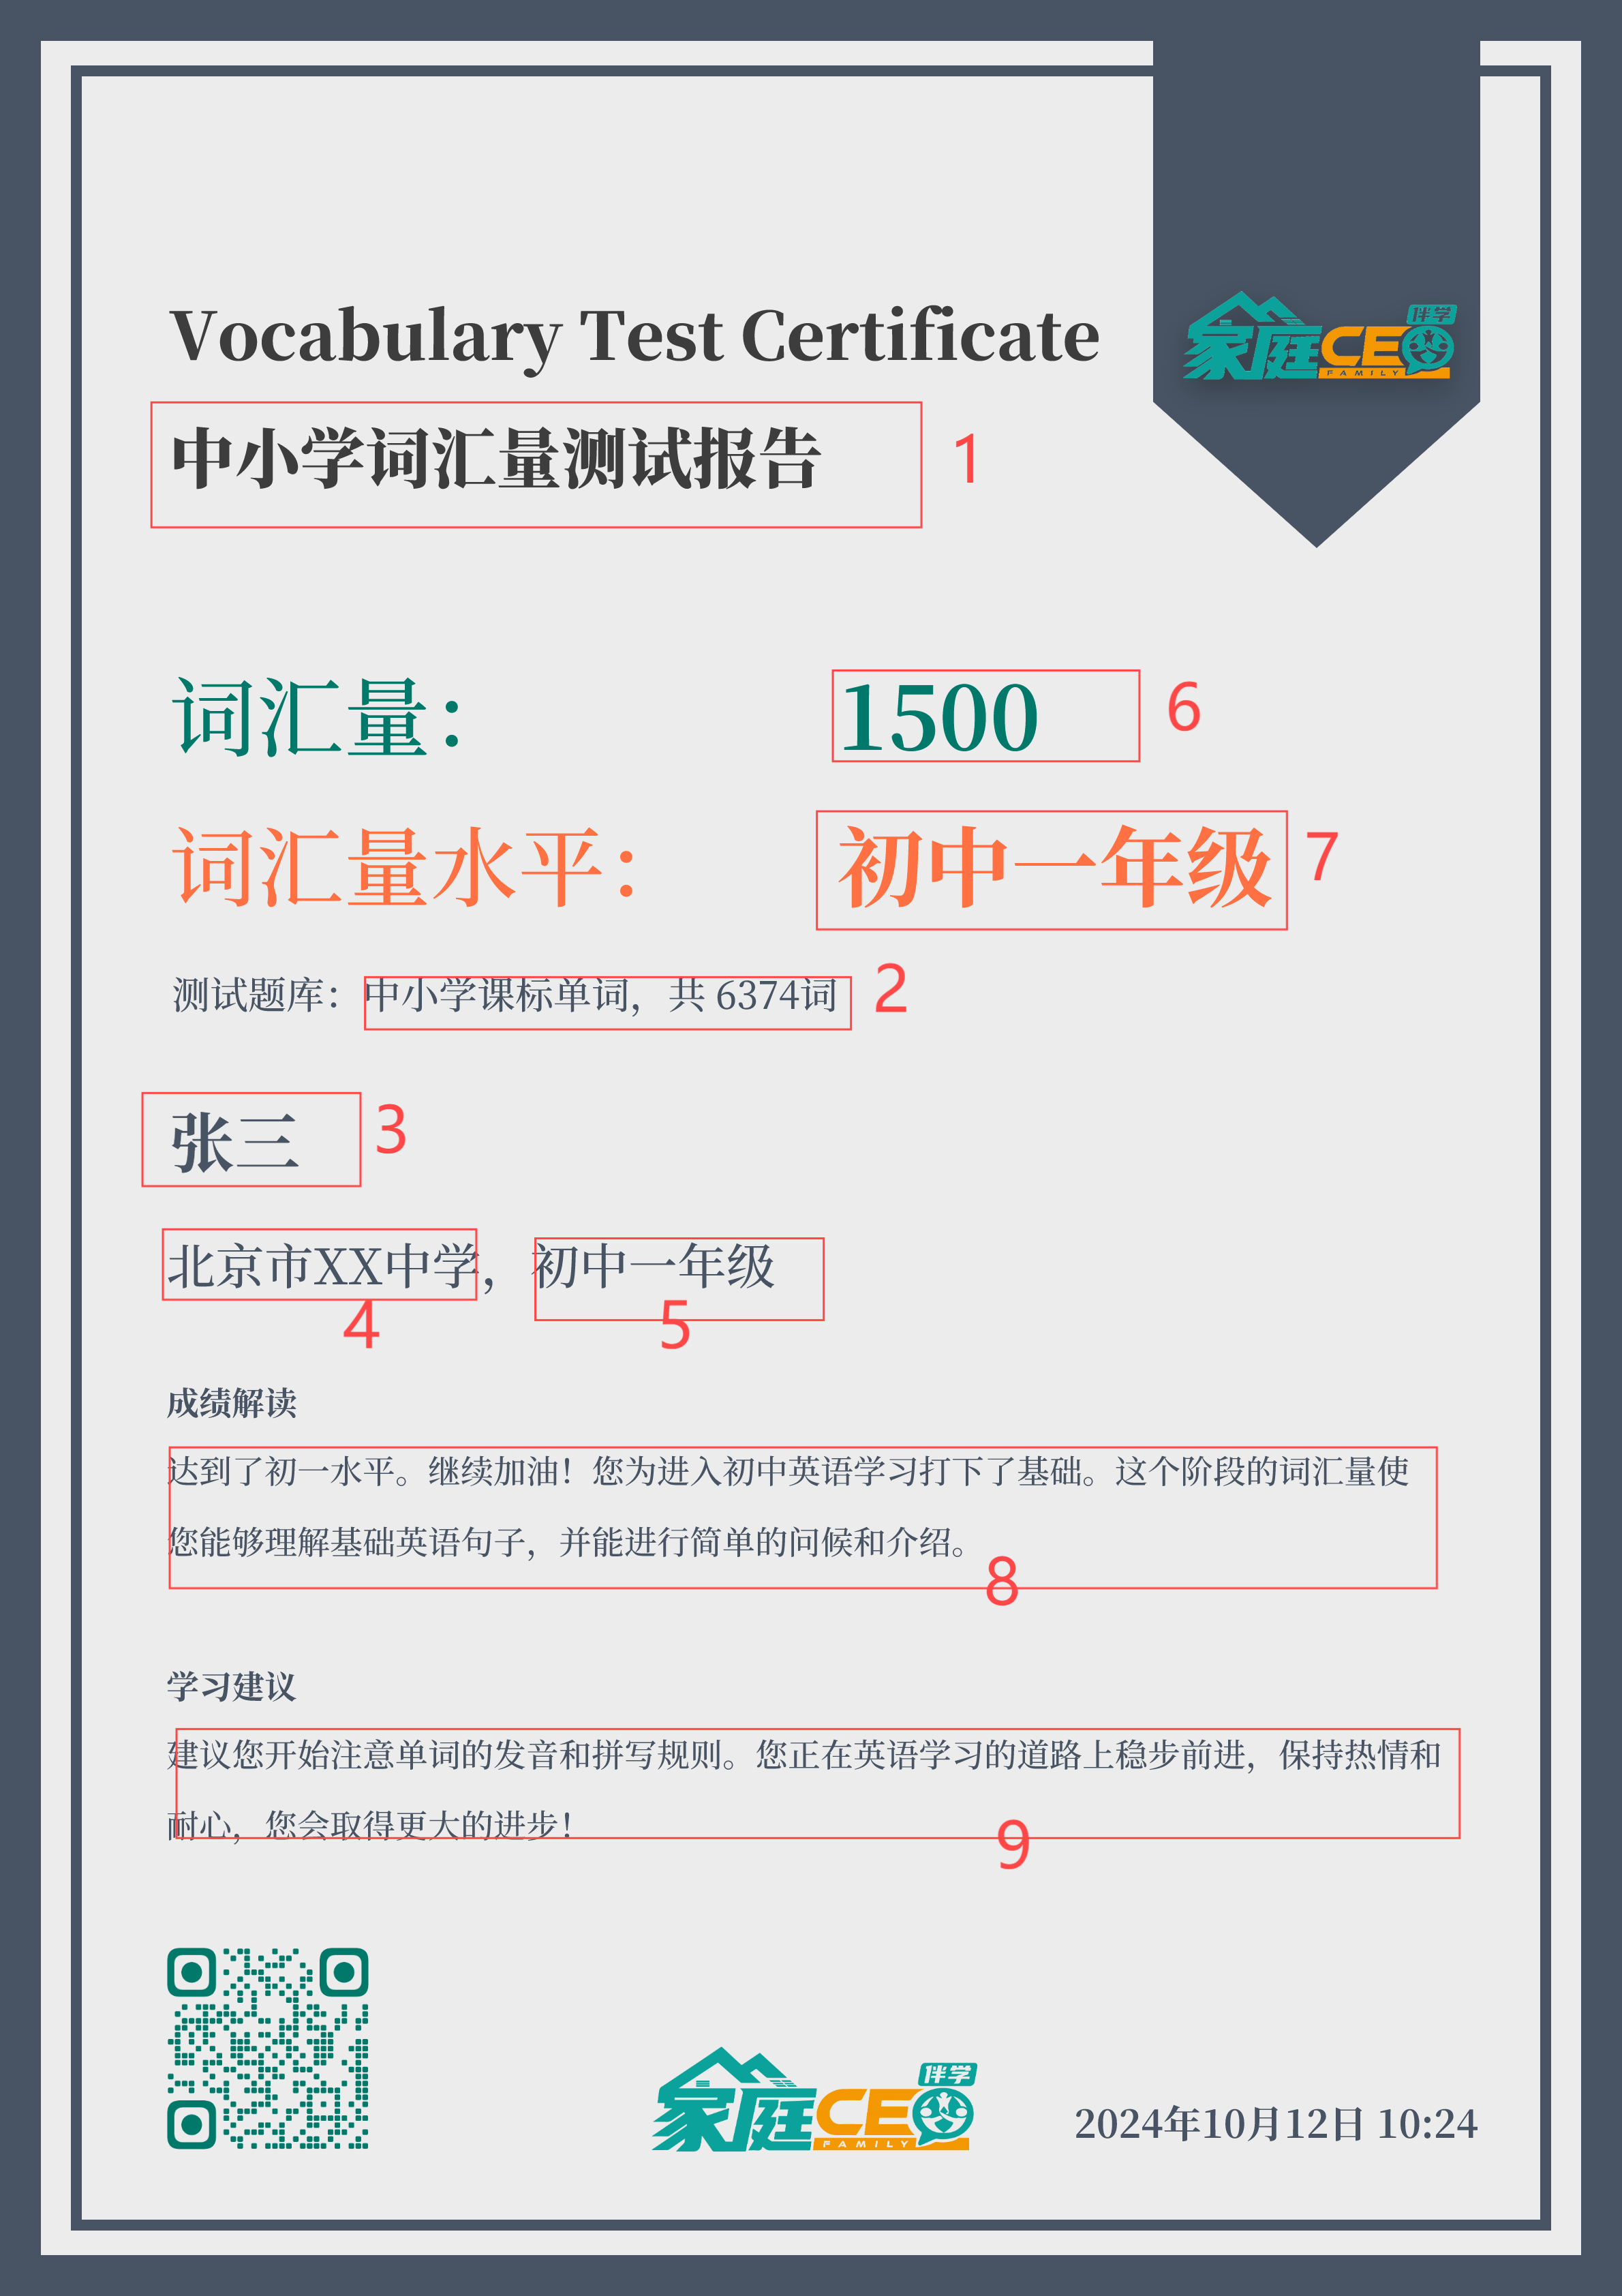 伴学
家庭CEO
FAMILY
Vocabulary Test Certificate
中小学词汇量测试报告 1
词汇量： 1500 6
词汇量水平： 初中一年级 7
测试题库：中小学课标单词，共 6374词 2
张三 3
北京市XX中学，初中一年级
4 5
成绩解读
达到了初一水平。继续加油！您为进入初中英语学习打下了基础。这个阶段的词汇量使
您能够理解基础英语句子，并能进行简单的问候和介绍。
8
学习建议
建议您开始注意单词的发音和拼写规则。您正在英语学习的道路上稳步前进，保持热情和
耐心，您会取得更大的进步！
9
伴学
家庭CEO
FAMILY
2024年10月12日 10:24